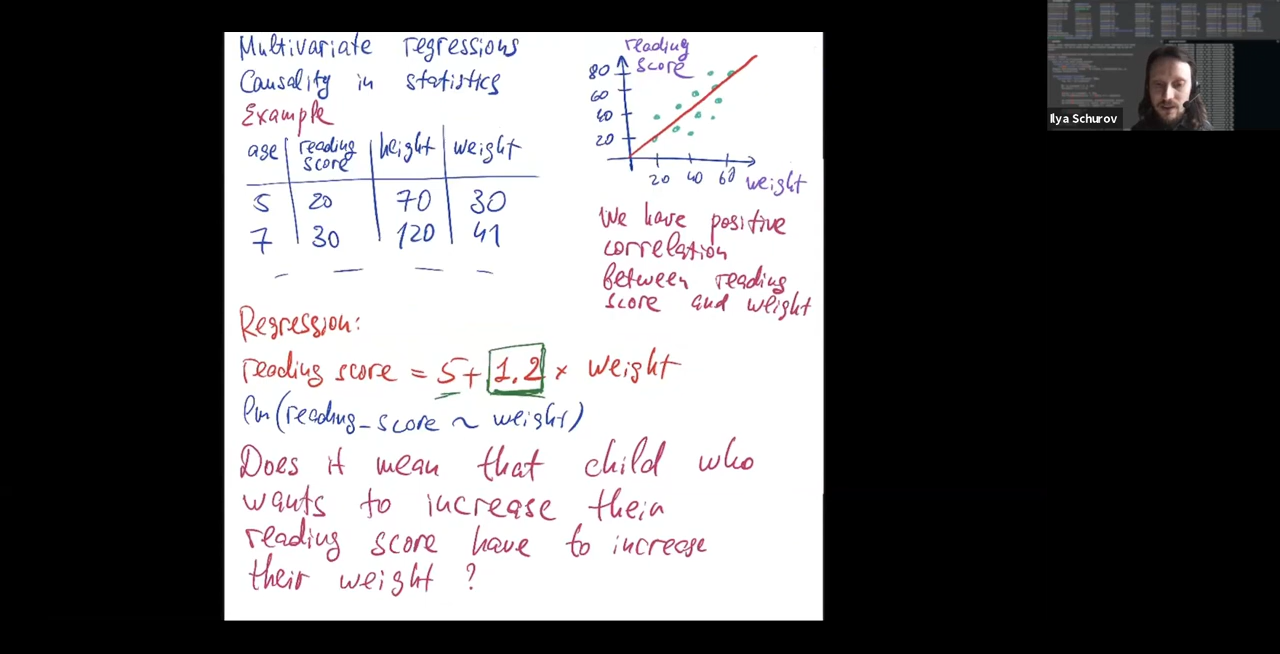 Multivariate regressions
Causality in statistics
Example
age reading score height weight
5 20 70 30
7 30 120 41
reading
score
80
60
40
20
20 40 60 weight
We have positive
correlation
between reading
score and weight
Regression:
reading score = 5 + 1.2 × weight
lm(reading_score ~ weight)
Does it mean that child who
wants to increase their
reading score have to increase
their weight ?
Ilya Schurov